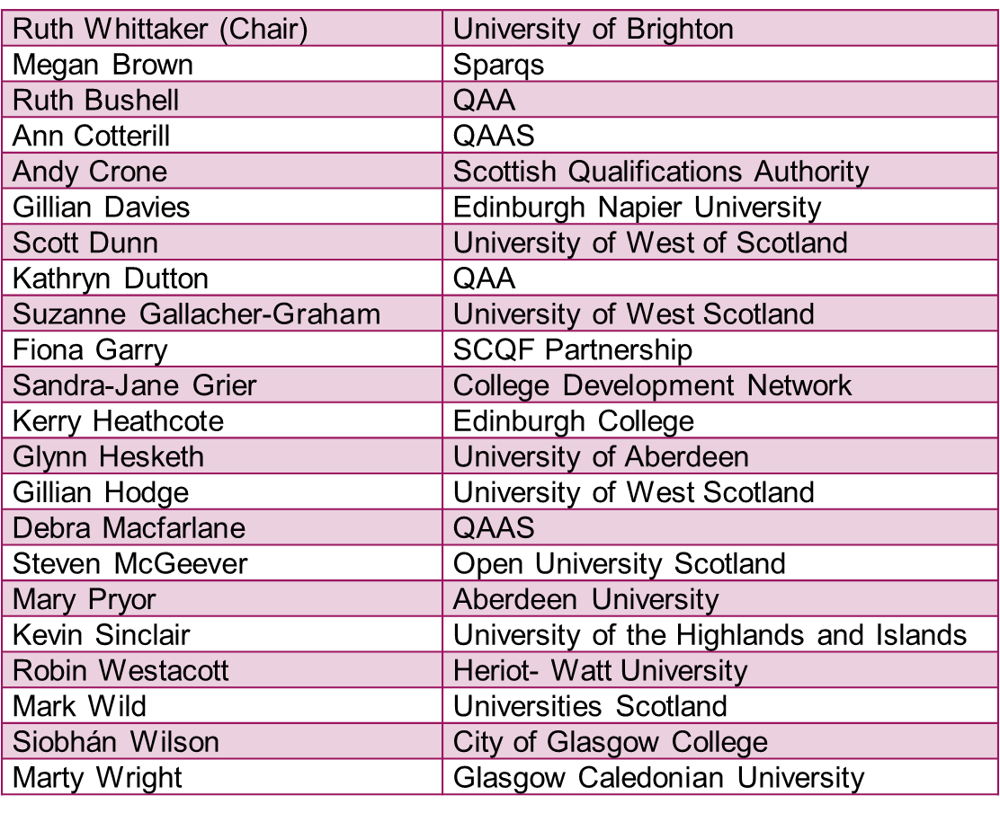 Ruth Whittaker (Chair) University of Brighton
Megan Brown Sparqs
Ruth Bushell QAA
Ann Cotterill QAAS
Andy Crone Scottish Qualifications Authority
Gillian Davies Edinburgh Napier University
Scott Dunn University of West of Scotland
Kathryn Dutton QAA
Suzanne Gallacher-Graham University of West Scotland
Fiona Garry SCQF Partnership
Sandra-Jane Grier College Development Network
Kerry Heathcote Edinburgh College
Glynn Hesketh University of Aberdeen
Gillian Hodge University of West Scotland
Debra Macfarlane QAAS
Steven McGeever Open University Scotland
Mary Pryor Aberdeen University
Kevin Sinclair University of the Highlands and Islands
Robin Westacott Heriot- Watt University
Mark Wild Universities Scotland
Siobhán Wilson City of Glasgow College
Marty Wright Glasgow Caledonian University